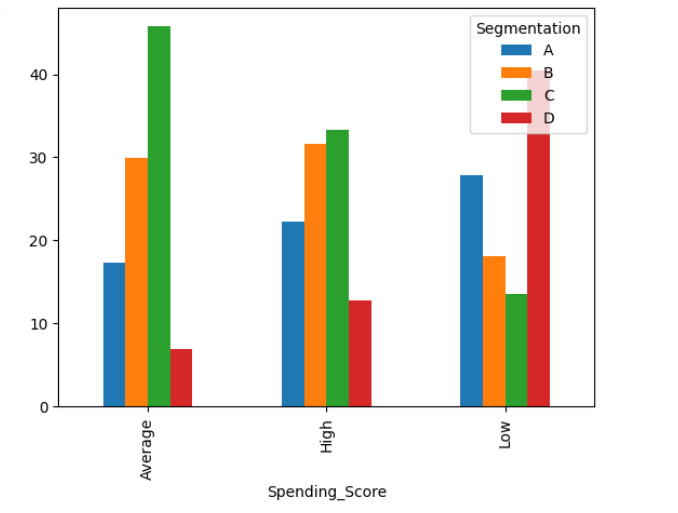 Segmentation
A
B
C
D
40
30
20
10
0
Average
High
Low
Spending_Score